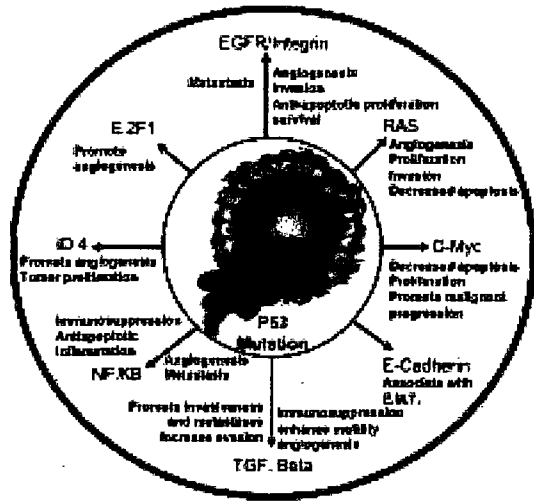 EGFR/Integrin
Metastasis
Angiogenesis
Invasion
Anti-apoptotic proliferation
survival
RAS
Angiogenesis
Proliferation
Invasion
Decreased apoptosis
C-Myc
Decreased apoptosis
Proliferation
Promote malignant
progression
E-Cadherin
Associate with
TGF. Beta
Immunosuppression
enhance motility
angiogenesis
Promote invasiveness
and metastases
Increase evasion
NF.KB
Immunosuppression
Antiapoptotic
Inflammation
Angiogenesis
Metastasis
ID 4
Promote angiogenesis
Tumor proliferation
E2F1
Promote
angiogenesis
P53
Mutation